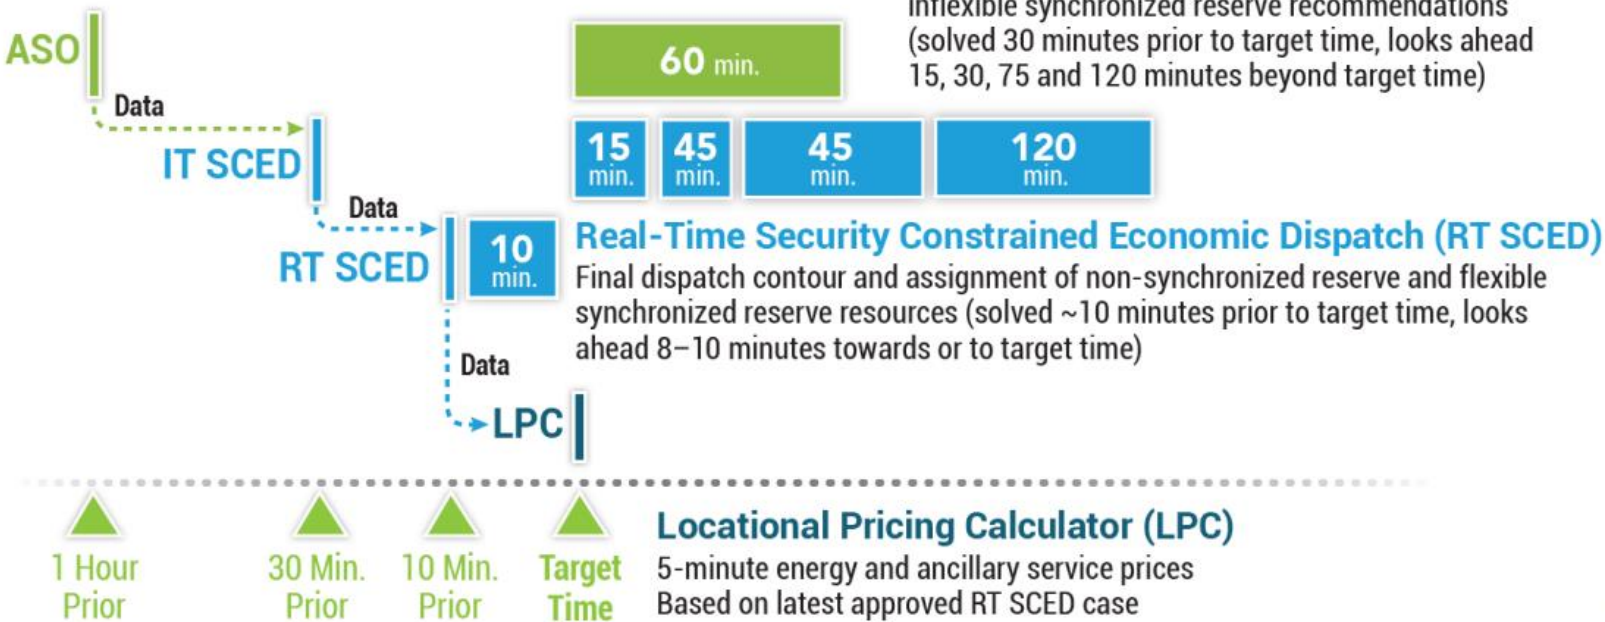 inflexible synchronized reserve recommendations
(solved 30 minutes prior to target time, looks ahead
15, 30, 75 and 120 minutes beyond target time)
ASO
60 min.
Data
IT SCED
15 min.
45 min.
45 min.
120 min.
Data
RT SCED
10 min.
Real-Time Security Constrained Economic Dispatch (RT SCED)
Final dispatch contour and assignment of non-synchronized reserve and flexible
synchronized reserve resources (solved ~10 minutes prior to target time, looks
ahead 8–10 minutes towards or to target time)
Data
LPC
1 Hour
Prior
30 Min.
Prior
10 Min.
Prior
Target
Time
Locational Pricing Calculator (LPC)
5-minute energy and ancillary service prices
Based on latest approved RT SCED case